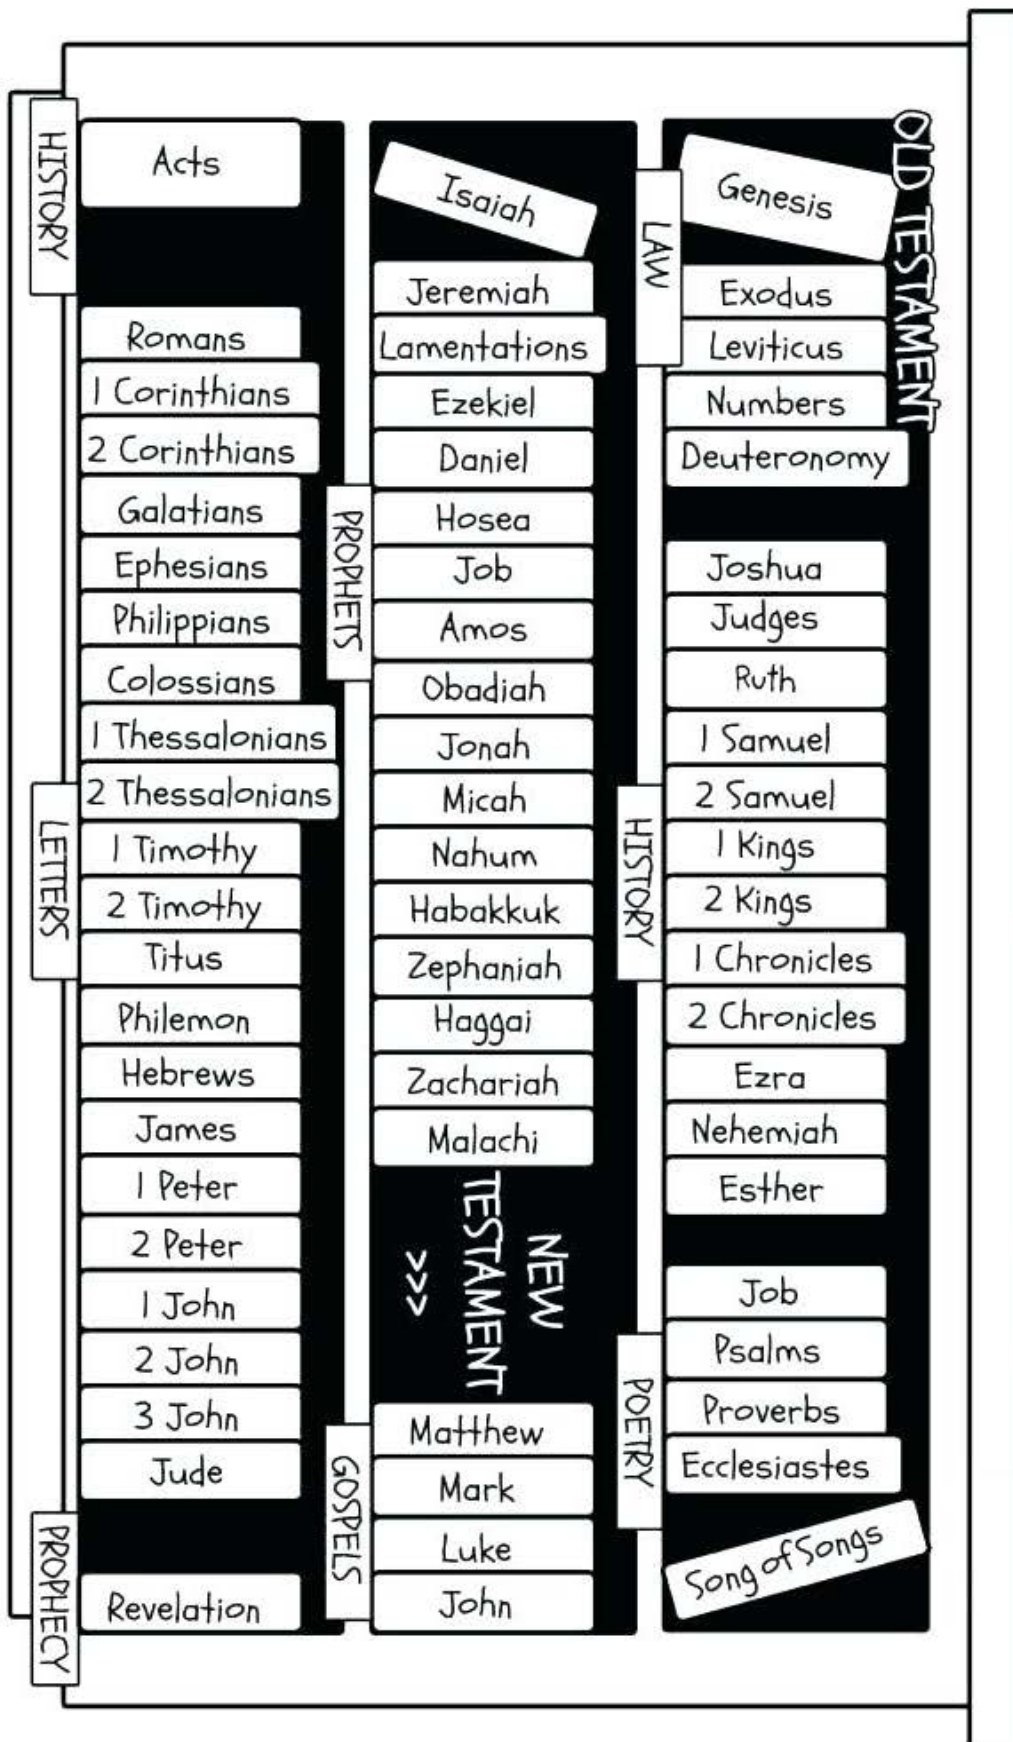 OLD TESTAMENT
LAW
Genesis
Exodus
Leviticus
Numbers
Deuteronomy
HISTORY
Joshua
Judges
Ruth
1 Samuel
2 Samuel
1 Kings
2 Kings
1 Chronicles
2 Chronicles
Ezra
Nehemiah
Esther
POETRY
Job
Psalms
Proverbs
Ecclesiastes
Song of Songs
PROPHETS
Isaiah
Jeremiah
Lamentations
Ezekiel
Daniel
Hosea
Job
Amos
Obadiah
Jonah
Micah
Nahum
Habakkuk
Zephaniah
Haggai
Zachariah
Malachi
NEW
TESTAMENT
>>>
GOSPELS
Matthew
Mark
Luke
John
HISTORY
Acts
LETTERS
Romans
1 Corinthians
2 Corinthians
Galatians
Ephesians
Philippians
Colossians
1 Thessalonians
2 Thessalonians
1 Timothy
2 Timothy
Titus
Philemon
Hebrews
James
1 Peter
2 Peter
1 John
2 John
3 John
Jude
PROPHECY
Revelation